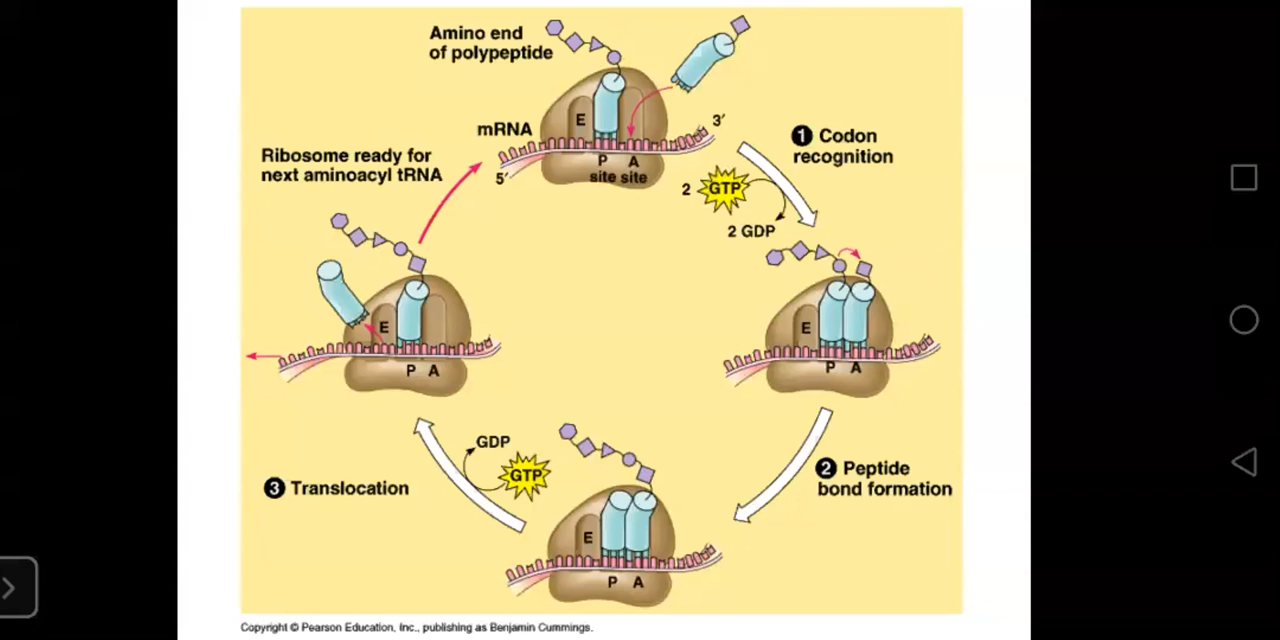 Amino end
of polypeptide
E
mRNA
3′
P A
site site
5′
1 Codon
recognition
2 GTP
2 GDP
Ribosome ready for
next aminoacyl tRNA
E
P A
E
P A
2 Peptide
bond formation
GDP
GTP
3 Translocation
E
P A
Copyright © Pearson Education, Inc., publishing as Benjamin Cummings.